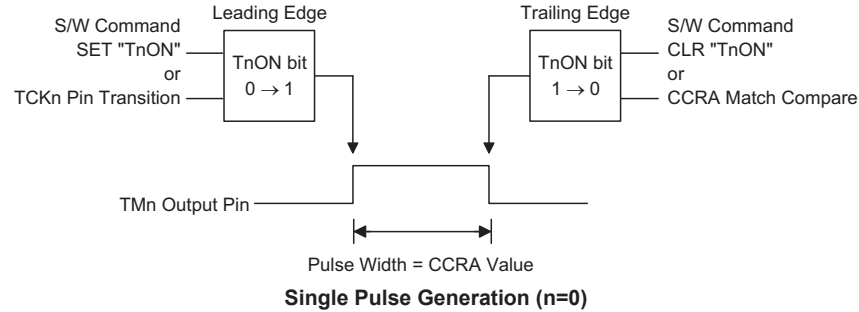 Leading Edge
S/W Command
SET "TnON"
or
TCKn Pin Transition
TnON bit
0 → 1
Trailing Edge
TnON bit
1 → 0
S/W Command
CLR "TnON"
or
CCRA Match Compare
TMn Output Pin
Pulse Width = CCRA Value
Single Pulse Generation (n=0)